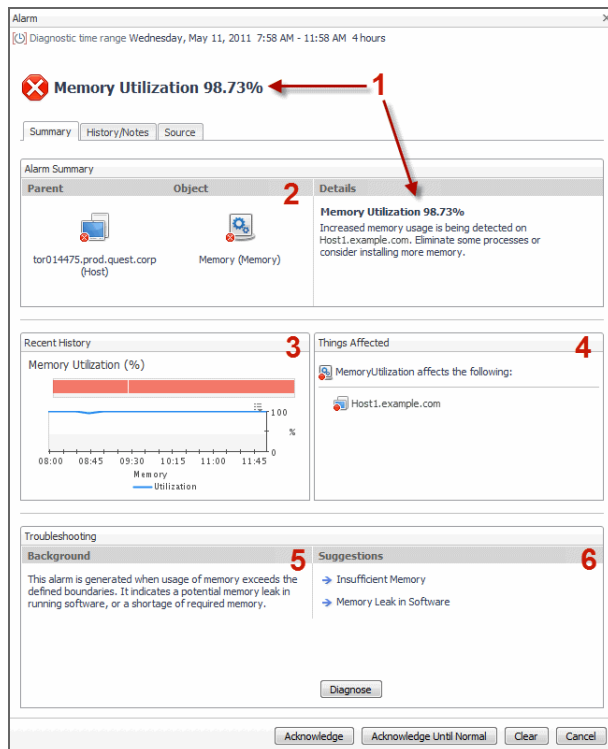 Alarm
Diagnostic time range Wednesday, May 11, 2011 7:58 AM - 11:58 AM 4 hours
Memory Utilization 98.73%
1
Summary
History/Notes
Source
Alarm Summary
Parent
Object
2
Details
tor014475.prod.quest.corp
(Host)
Memory (Memory)
Memory Utilization 98.73%
Increased memory usage is being detected on
Host1.example.com. Eliminate some processes or
consider installing more memory.
Recent History
3
Memory Utilization (%)
100
%
0
08:00 08:45 09:30 10:15 11:00 11:45
Memory
Utilization
Things Affected
4
MemoryUtilization affects the following:
Host1.example.com
Troubleshooting
Background
5
This alarm is generated when usage of memory exceeds the
defined boundaries. It indicates a potential memory leak in
running software, or a shortage of required memory.
Suggestions
6
Insufficient Memory
Memory Leak in Software
Diagnose
Acknowledge
Acknowledge Until Normal
Clear
Cancel